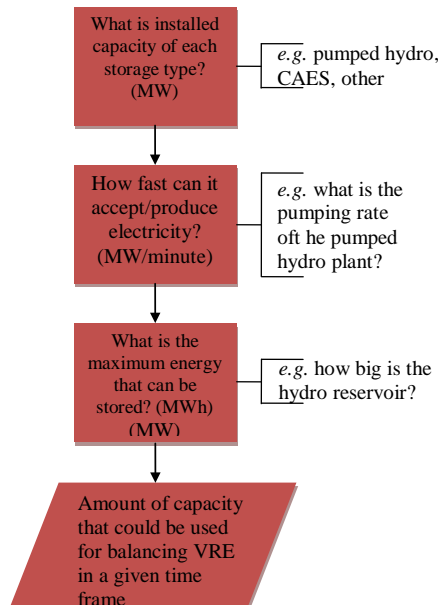 What is installed
capacity of each
storage type?
(MW)
e.g. pumped hydro,
CAES, other
How fast can it
accept/produce
electricity?
(MW/minute)
e.g. what is the
pumping rate
oft he pumped
hydro plant?
What is the
maximum energy
that can be
stored? (MWh)
(MW)
e.g. how big is the
hydro reservoir?
Amount of capacity
that could be used
for balancing VRE
in a given time
frame